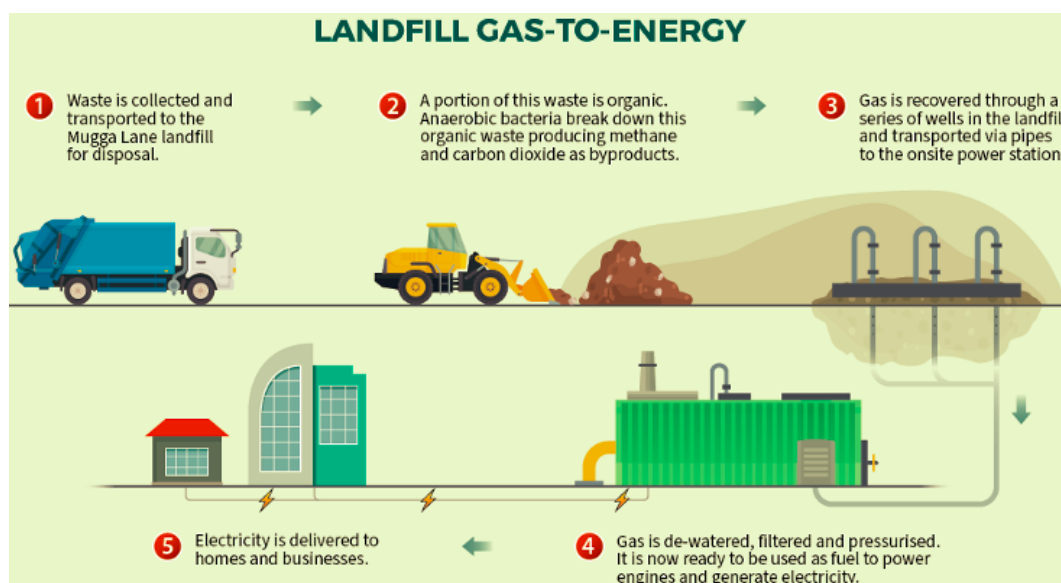 LANDFILL GAS-TO-ENERGY
1
Waste is collected and
transported to the
Mugga Lane landfill
for disposal.
2
A portion of this waste is organic.
Anaerobic bacteria break down this
organic waste producing methane
and carbon dioxide as byproducts.
3
Gas is recovered through a
series of wells in the landfil
and transported via pipes
to the onsite power station
5
Electricity is delivered to
homes and businesses.
4
Gas is de-watered, filtered and pressurised.
It is now ready to be used as fuel to power
engines and generate electricity.